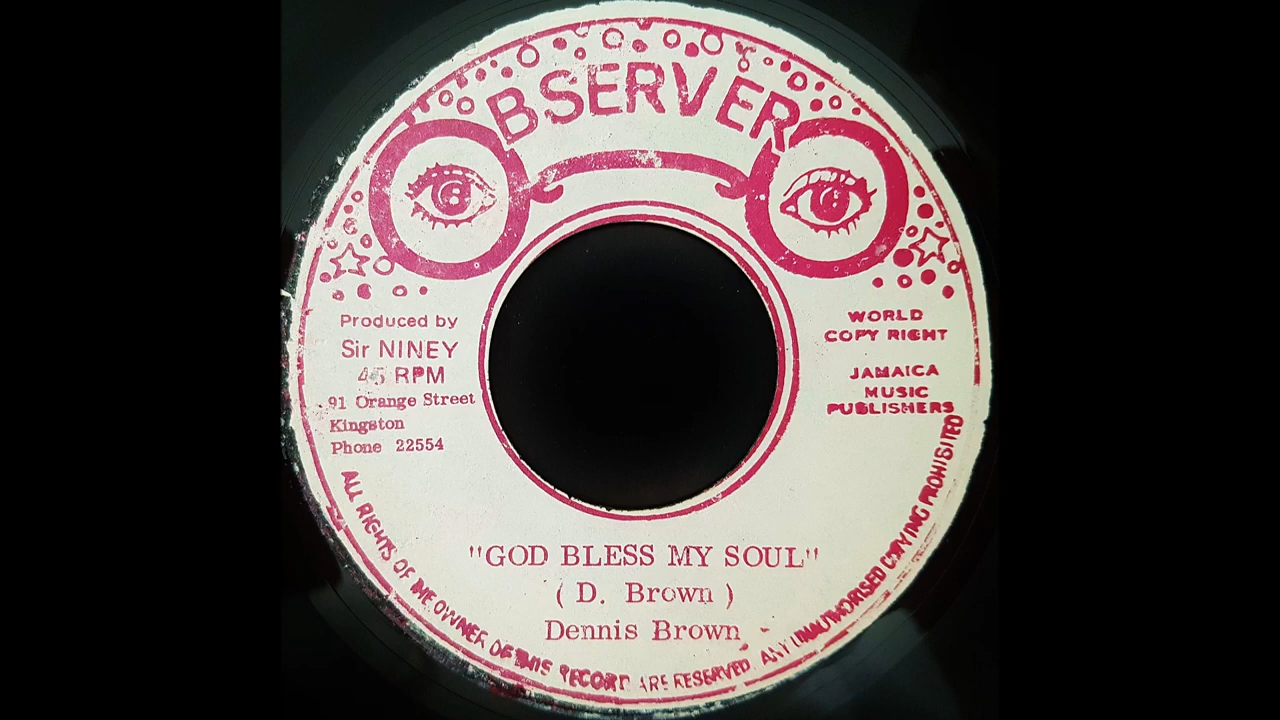 OBSERVER
Produced by
Sir NINEY
45 RPM
91 Orange Street
Kingston
Phone 22554
WORLD
COPY RIGHT
JAMAICA
MUSIC
PUBLISHERS
"GOD BLESS MY SOUL"
( D. Brown )
Dennis Brown
ALL RIGHTS OF THE OWNER OF THIS RECORD ARE RESERVED. ANY UNAUTHORISED COPYING PROHISITED